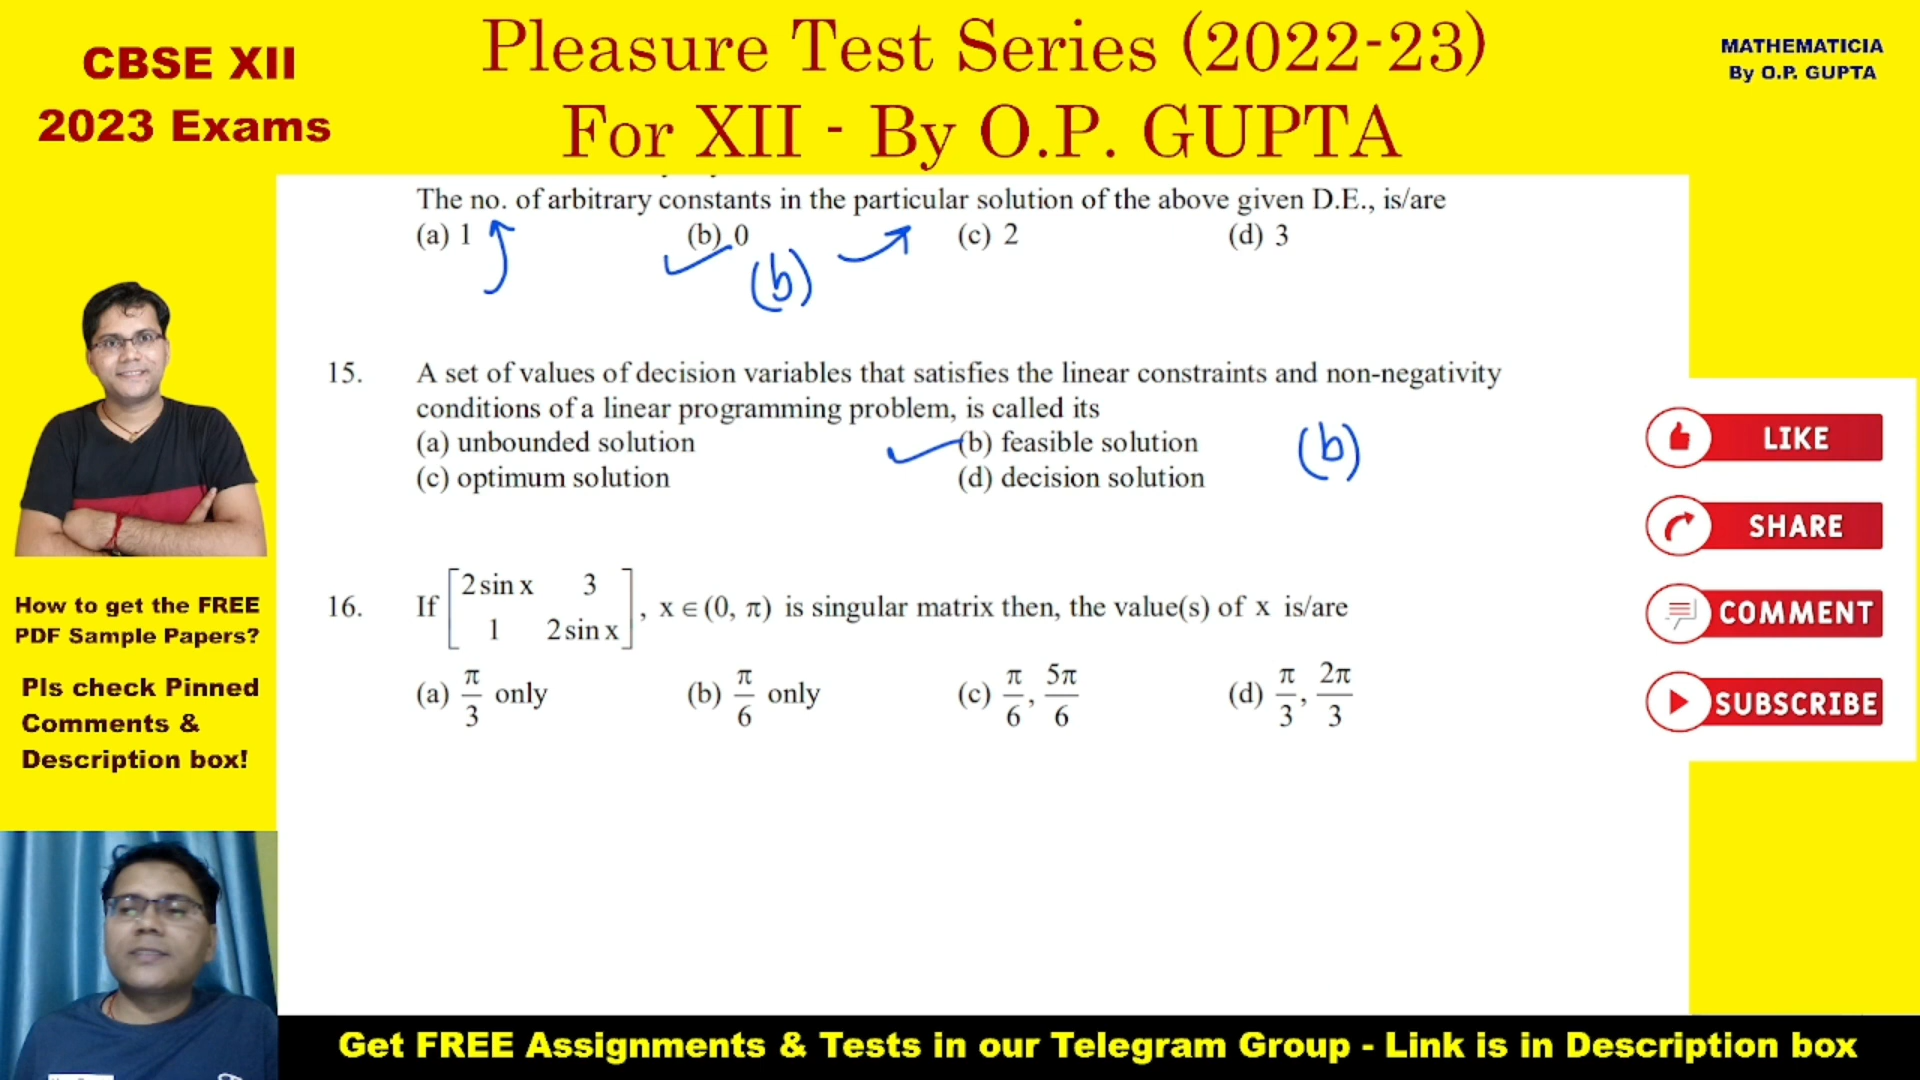 CBSE XII
2023 Exams
Pleasure Test Series (2022-23)
For XII - By O.P. GUPTA
MATHEMATICIA
By O.P. GUPTA
The no. of arbitrary constants in the particular solution of the above given D.E., is/are
(a) 1 (b) 0 (c) 2 (d) 3
(b)
15. A set of values of decision variables that satisfies the linear constraints and non-negativity
conditions of a linear programming problem, is called its
(a) unbounded solution (b) feasible solution
(b)
(c) optimum solution (d) decision solution
16. If [2 sin x 3
1 2 sin x], x ∈ (0, π) is singular matrix then, the value(s) of x is/are
(a) π/3 only (b) π/6 only (c) π/6, 5π/6 (d) π/3, 2π/3
How to get the FREE
PDF Sample Papers?
Pls check Pinned
Comments &
Description box!
LIKE
SHARE
COMMENT
SUBSCRIBE
Get FREE Assignments & Tests in our Telegram Group - Link is in Description box